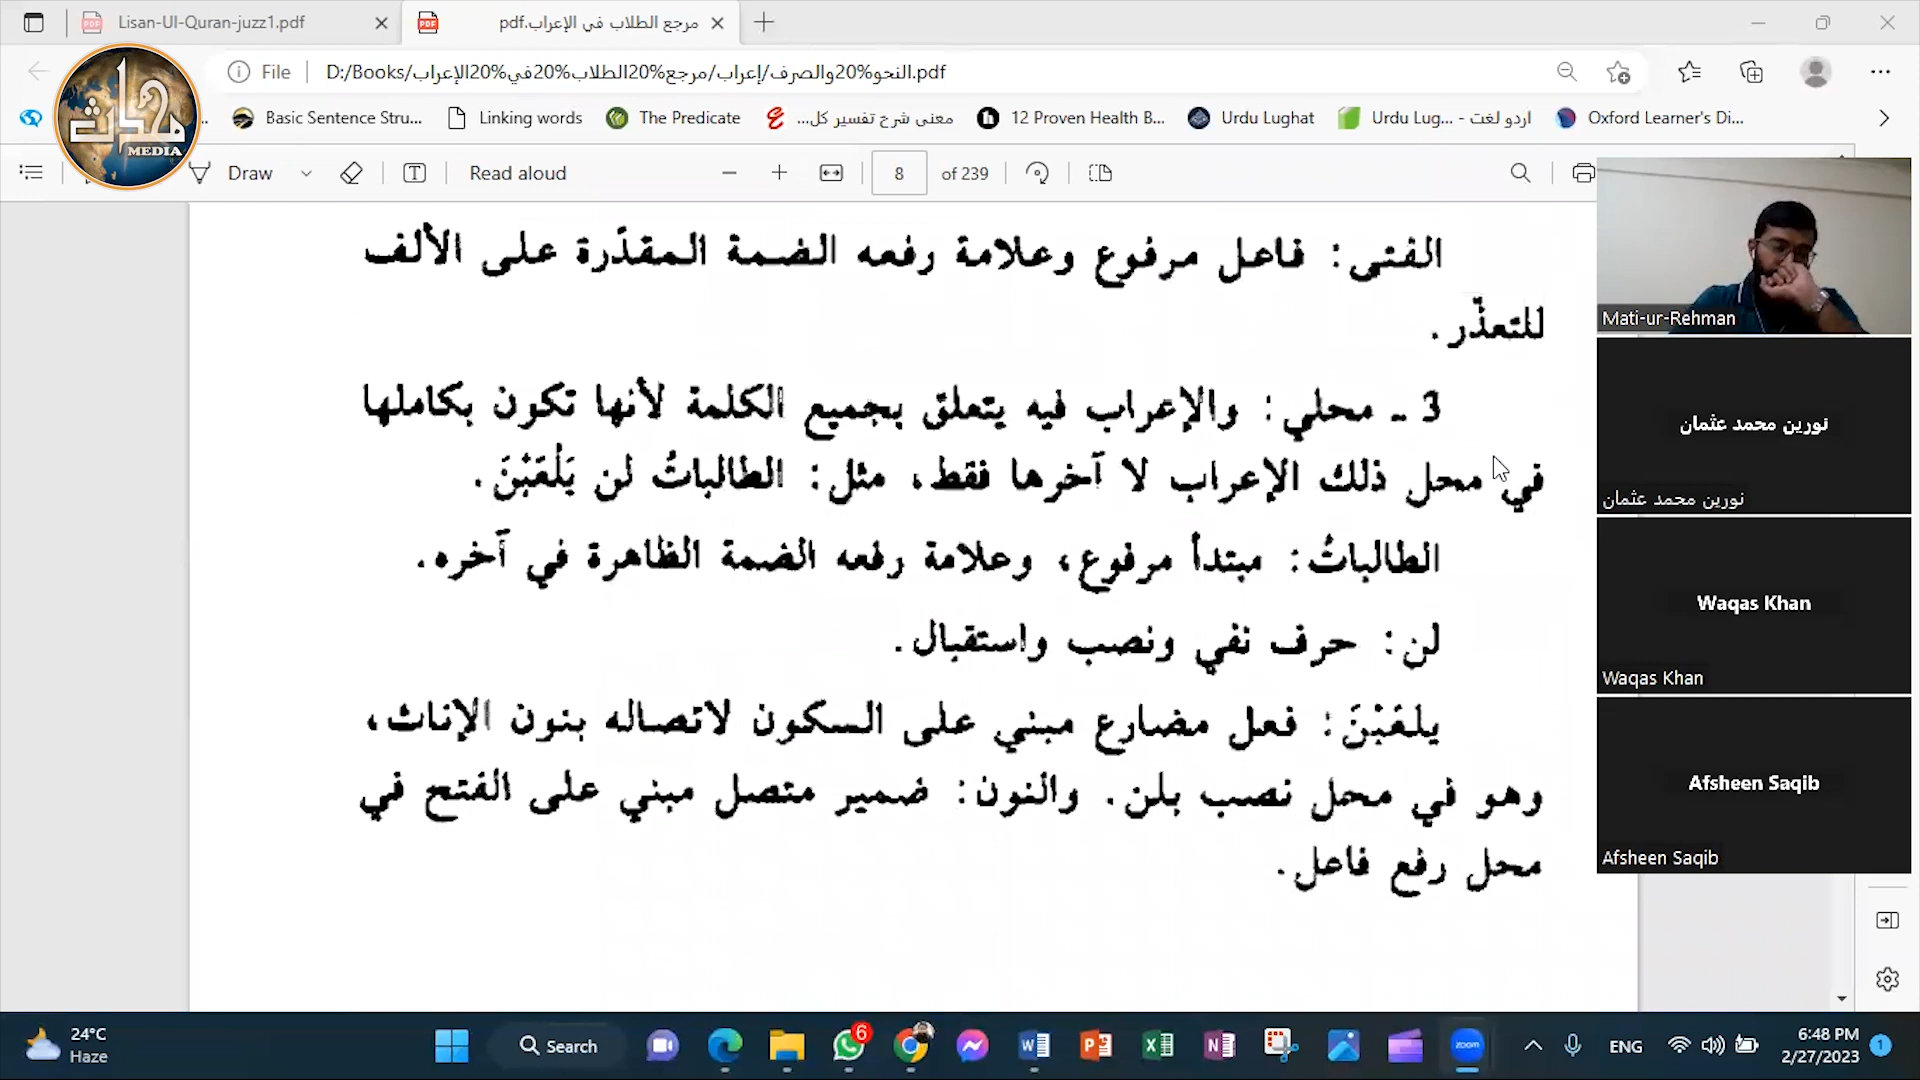 Lisan-Ul-Quran-juzz1.pdf
مرجع الطلاب في الإعراب.pdf
File
D:/Books/النحو%20والصرف/إعراب/مرجع%20الطلاب%20في%20الإعراب.pdf
Basic Sentence Stru...
Linking words
The Predicate
معنى شرح تفسير كل...
12 Proven Health B...
Urdu Lughat
Urdu Lug... - اردو لغت
Oxford Learner's Di...
محدث
MEDIA
Draw
Read aloud
8
of 239
الفتى: فاعل مرفوع وعلامة رفعه الضمة المقدّرة على الألف
للتعذّر.
3 ـ محلي: والإعراب فيه يتعلق بجميع الكلمة لأنها تكون بكاملها
في محل ذلك الإعراب لا آخرها فقط، مثل: الطالباتُ لن يَلْعَبْنَ.
الطالباتُ: مبتدأ مرفوع، وعلامة رفعه الضمة الظاهرة في آخره.
لن: حرف نفي ونصب واستقبال.
يلعَبْنَ: فعل مضارع مبني على السكون لاتصاله بنون الإناث،
وهو في محل نصب بلن. والنون: ضمير متصل مبني على الفتح في
محل رفع فاعل.
Mati-ur-Rehman
نورين محمد عثمان
نورين محمد عثمان
Waqas Khan
Waqas Khan
Afsheen Saqib
Afsheen Saqib
24°C
Haze
Search
6
zoom
ENG
6:48 PM
2/27/2023
1